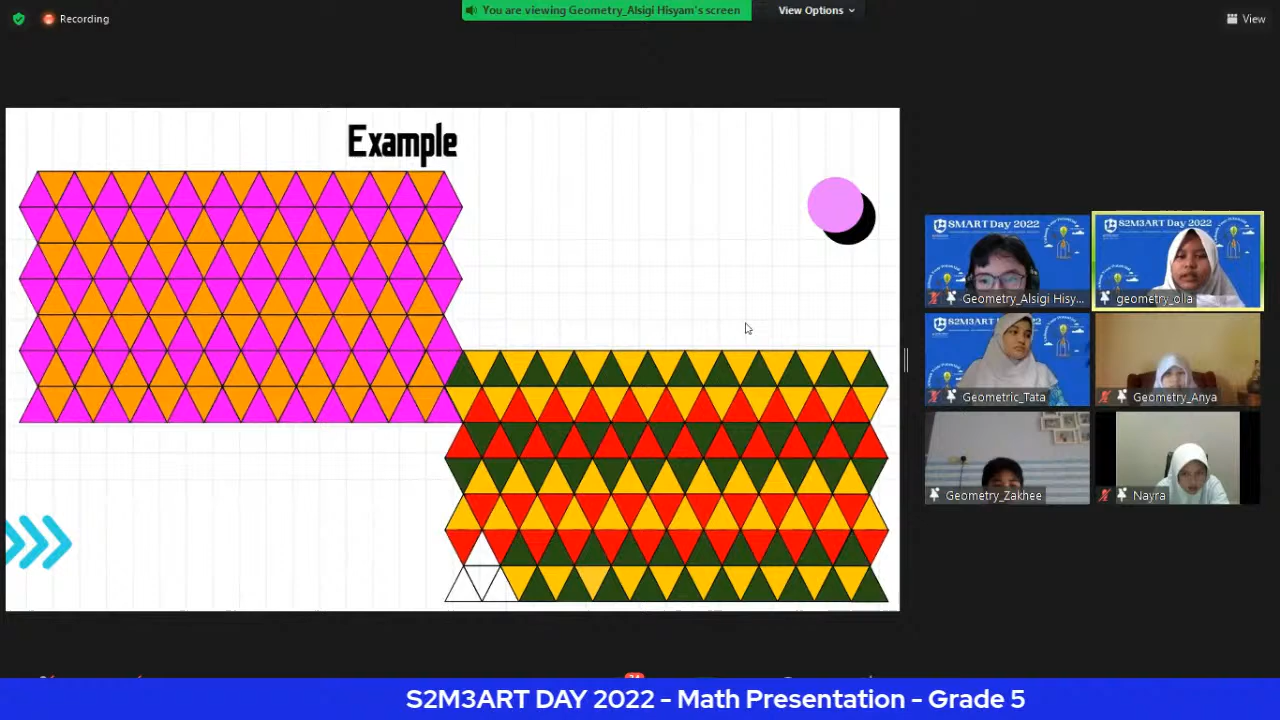 Recording
You are viewing Geometry_Alsigi Hisyam's screen
View Options
View
Example
SMART Day 2022
Geometry_Alsigi Hisy...
S2M3ART Day 2022
geometry_olla
S2M3ART
Geometric_Tata
Geometry_Anya
Geometry_Zakhee
Nayra
S2M3ART DAY 2022 - Math Presentation - Grade 5